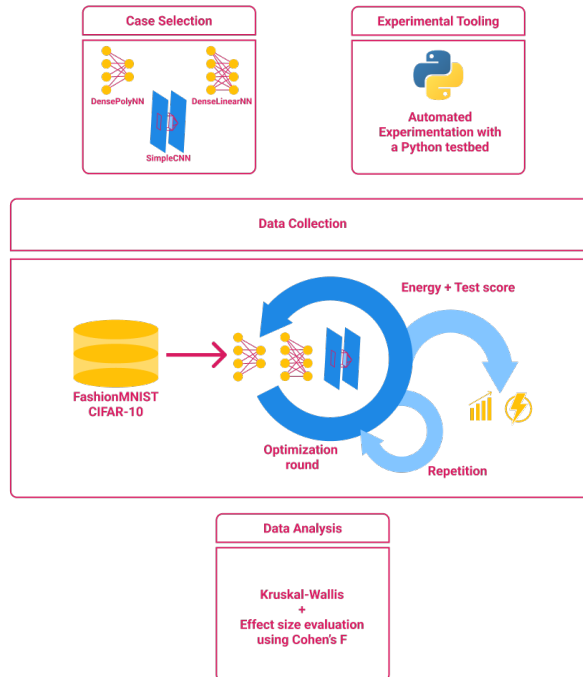 Case Selection
DensePolyNN
DenseLinearNN
SimpleCNN
Experimental Tooling
Automated
Experimentation with
a Python testbed
Data Collection
Energy + Test score
FashionMNIST
CIFAR-10
Optimization
round
Repetition
Data Analysis
Kruskal-Wallis
+
Effect size evaluation
using Cohen's F